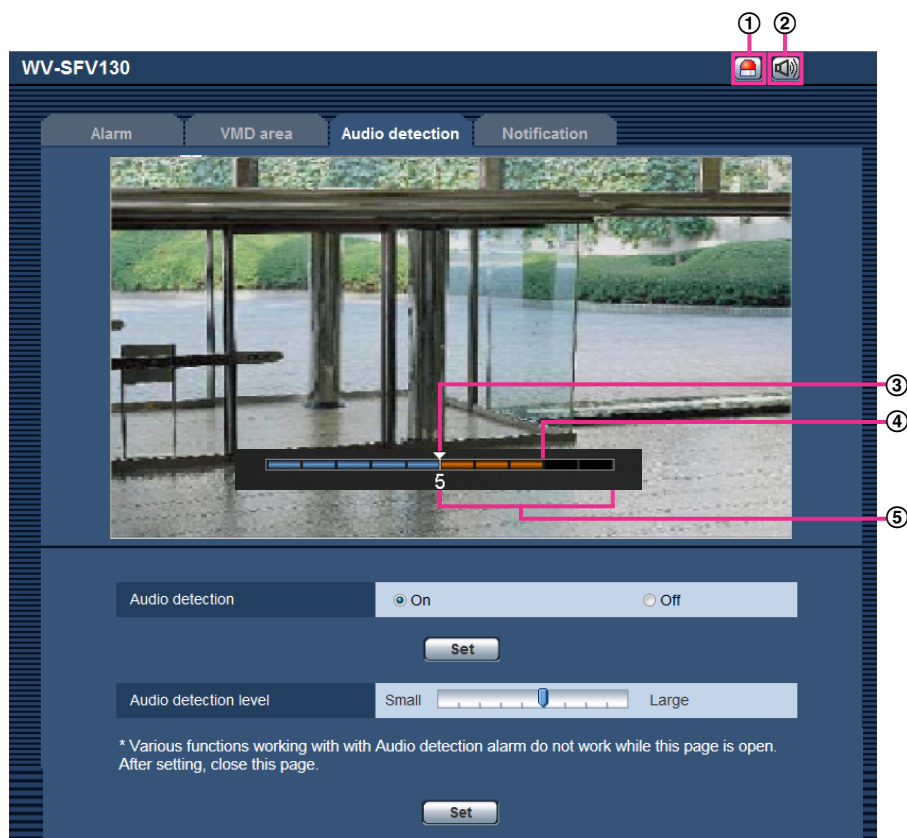 ① ②
WV-SFV130
Alarm VMD area Audio detection Notification
③
④
5
⑤
Audio detection On Off
Set
Audio detection level Small Large
* Various functions working with with Audio detection alarm do not work while this page is open.
After setting, close this page.
Set